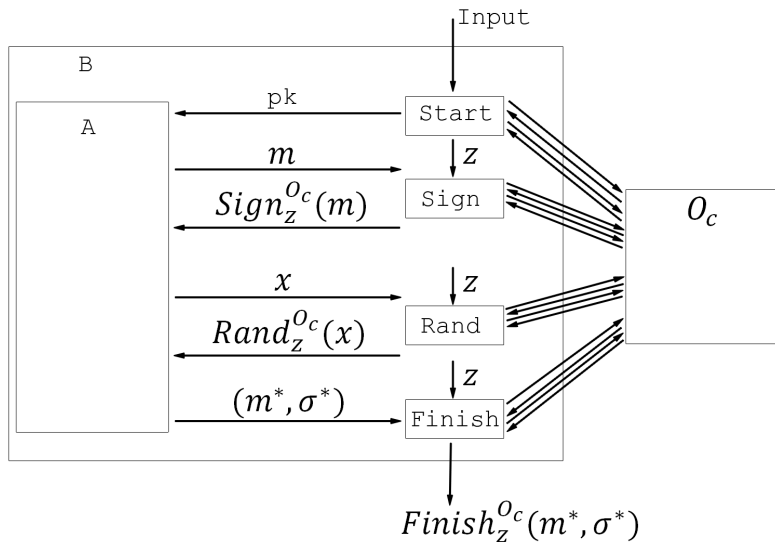 Input
B
pk
Start
A
m
z
O_c
Sign
Sign_z^{O_c}(m)
x
z
Rand
Rand_z^{O_c}(x)
z
(m*, σ*)
Finish
Finish_z^{O_c}(m*, σ*)